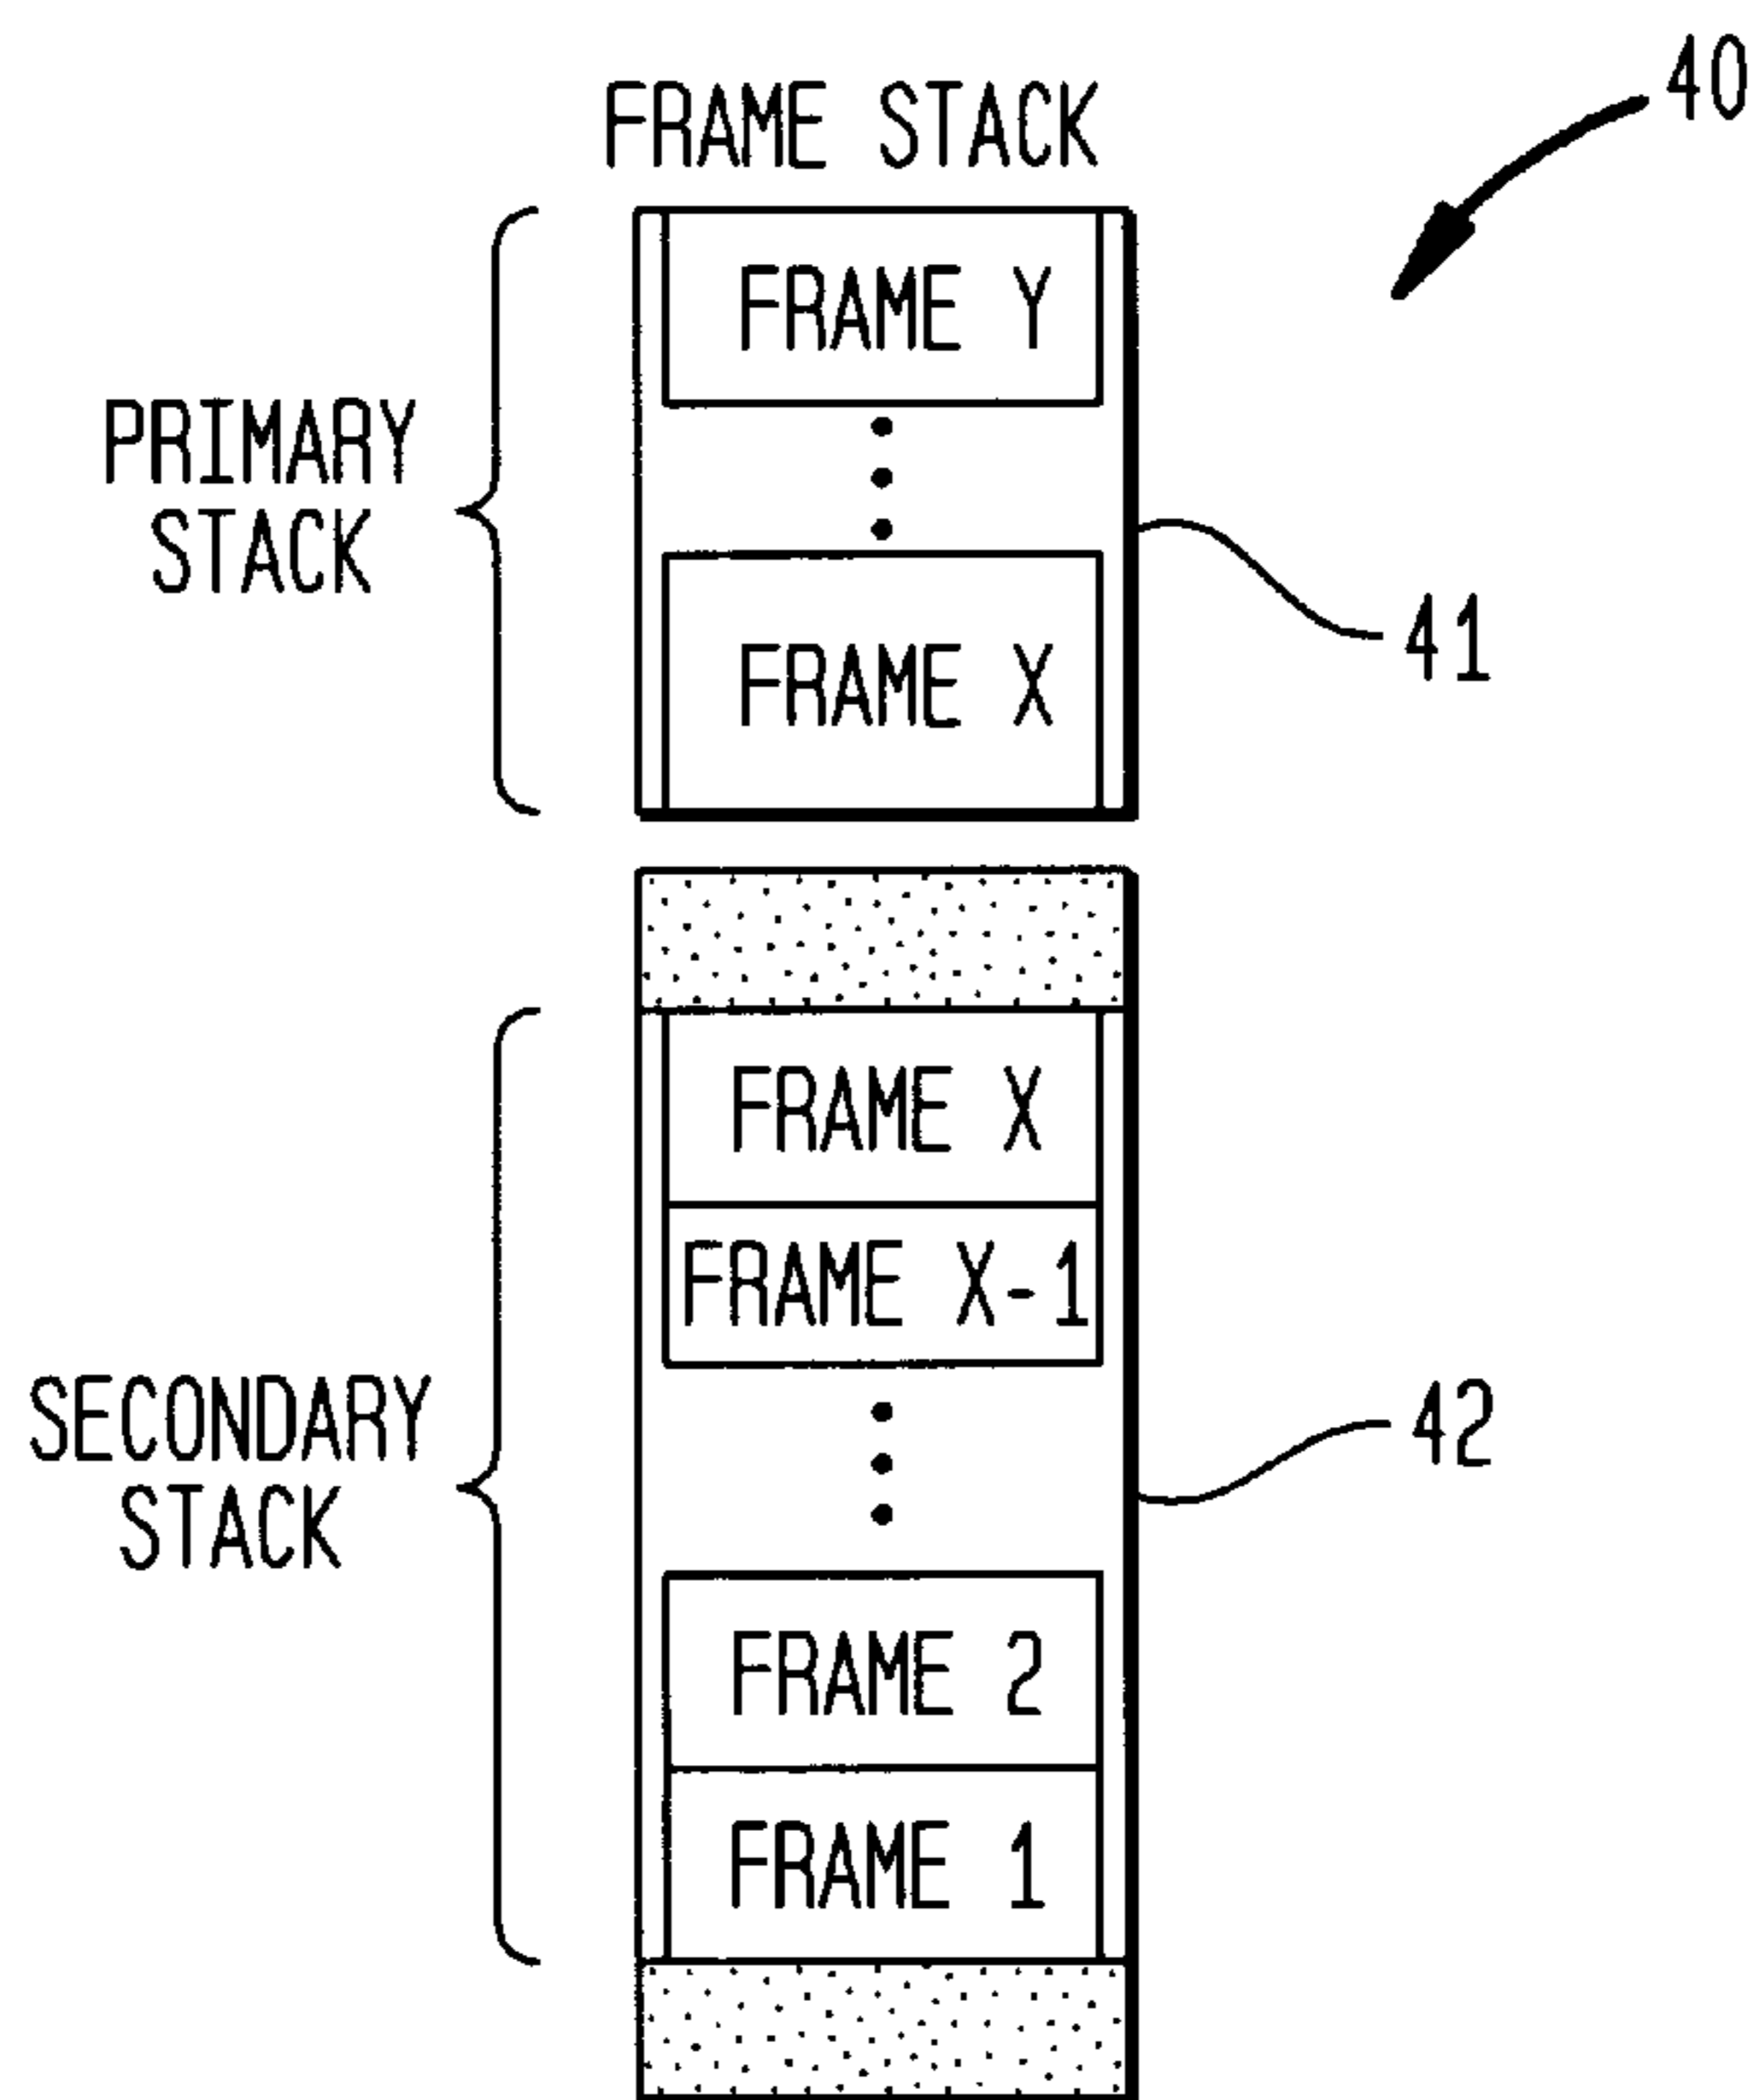 40
FRAME STACK
FRAME Y
PRIMARY
STACK
41
FRAME X
FRAME X
FRAME X-1
SECONDARY
STACK
42
FRAME 2
FRAME 1